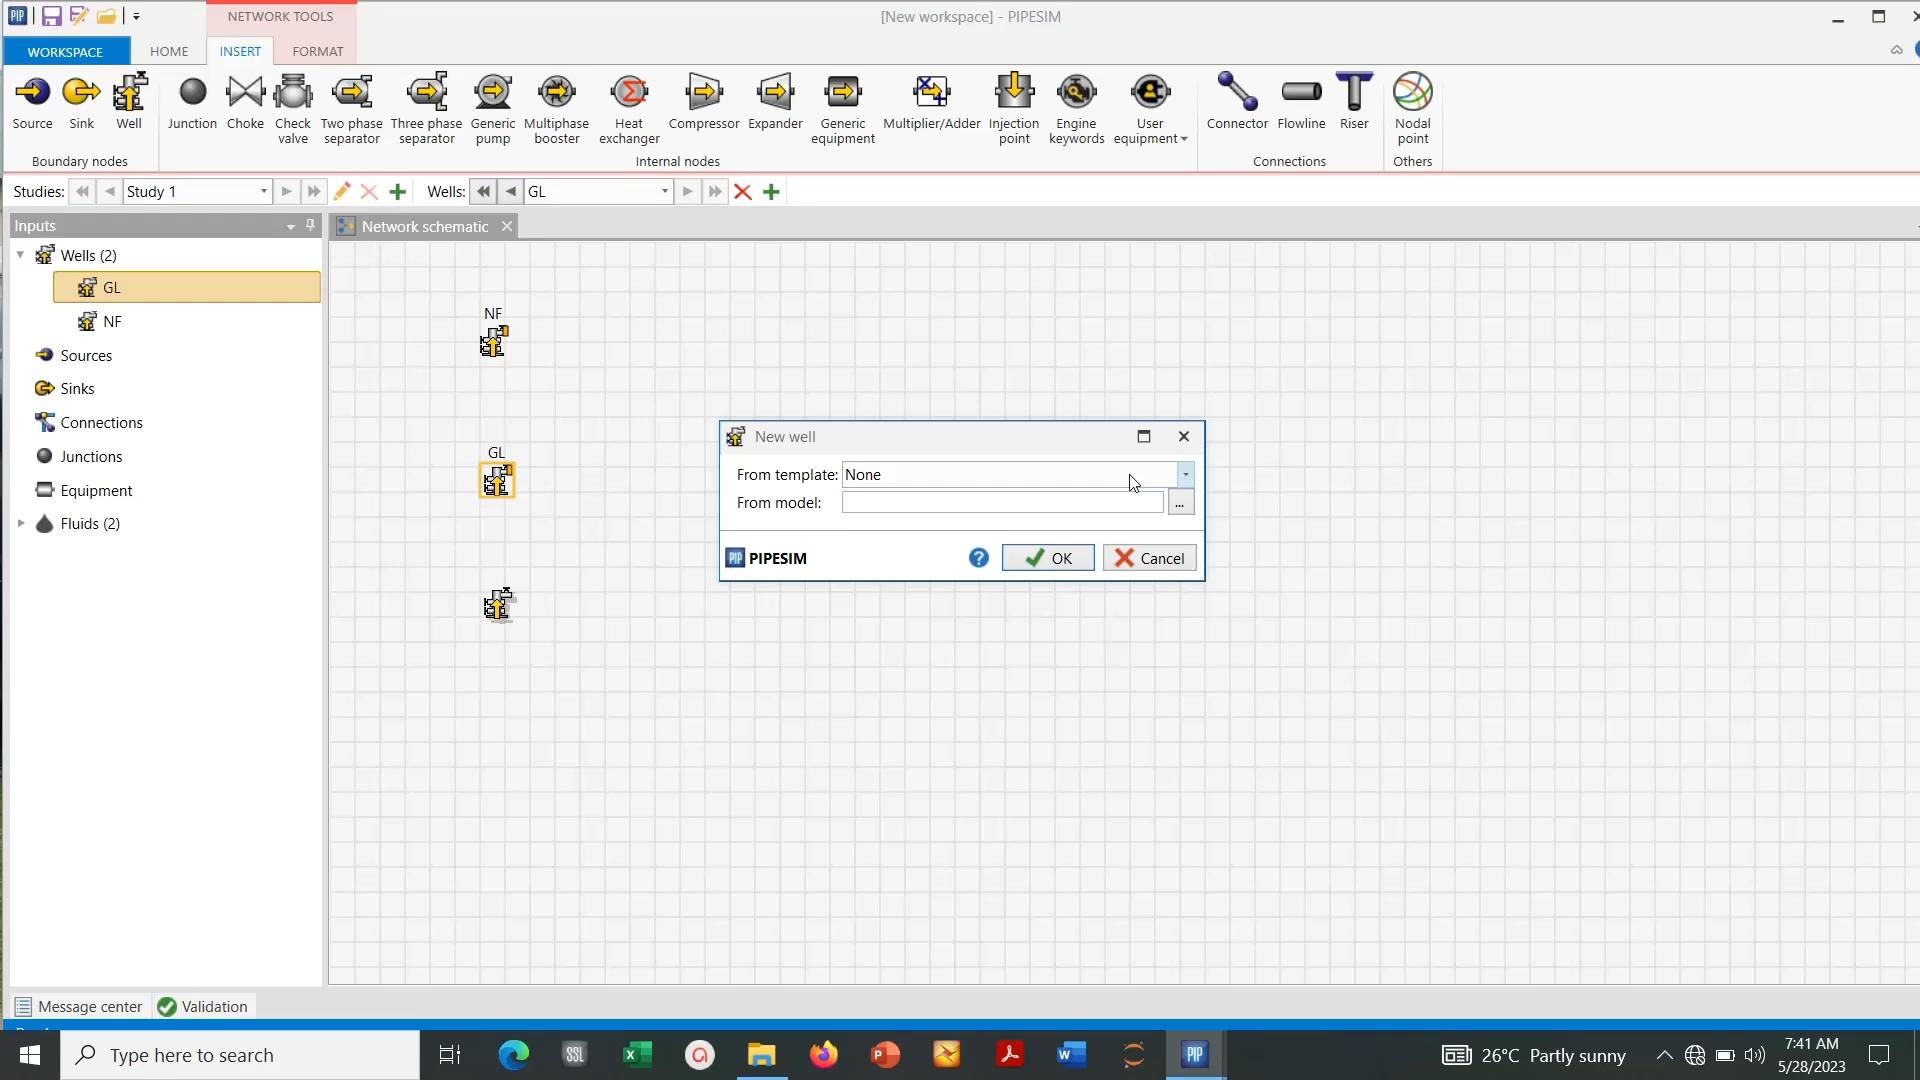 PIP
NETWORK TOOLS
[New workspace] - PIPESIM
WORKSPACE
HOME
INSERT
FORMAT
Source
Sink
Well
Junction
Choke
Check
valve
Two phase
separator
Three phase
separator
Generic
pump
Multiphase
booster
Heat
exchanger
Compressor
Expander
Generic
equipment
Multiplier/Adder
Injection
point
Engine
keywords
User
equipment
Connector
Flowline
Riser
Nodal
point
Boundary nodes
Internal nodes
Connections
Others
Studies:
Study 1
Wells:
GL
Inputs
Network schematic
Wells (2)
GL
NF
Sources
Sinks
Connections
Junctions
Equipment
Fluids (2)
NF
GL
New well
From template: None
From model:
...
PIP PIPESIM
?
OK
Cancel
Message center
Validation
Type here to search
SSL
PIP
26°C Partly sunny
7:41 AM
5/28/2023